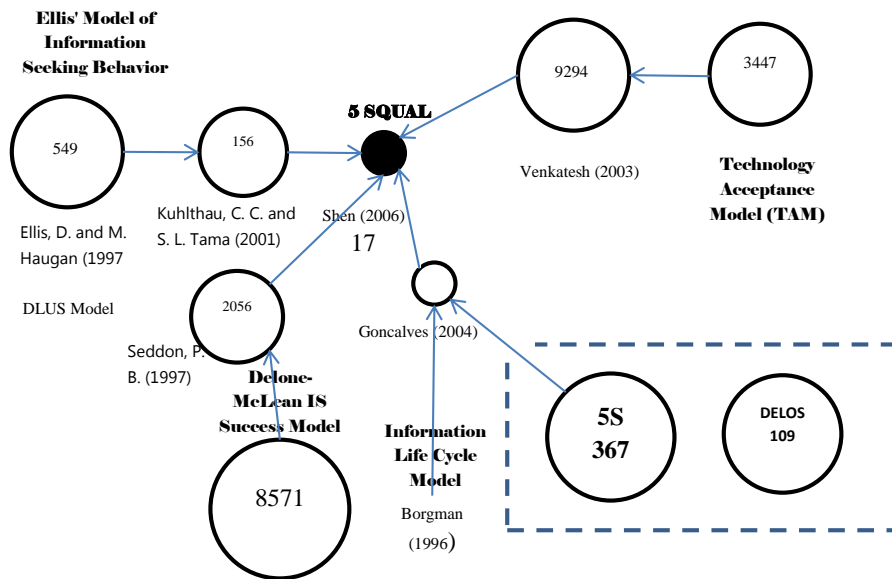 Ellis' Model of
Information
Seeking Behavior
549
Ellis, D. and M.
Haugan (1997
DLUS Model
156
Kuhlthau, C. C. and
S. L. Tama (2001)
5 SQUAL
Shen (2006)
17
9294
Venkatesh (2003)
3447
Technology
Acceptance
Model (TAM)
2056
Seddon, P.
B. (1997)
Delone-
McLean IS
Success Model
8571
Goncalves (2004)
Information
Life Cycle
Model
Borgman
(1996)
5S
367
DELOS
109